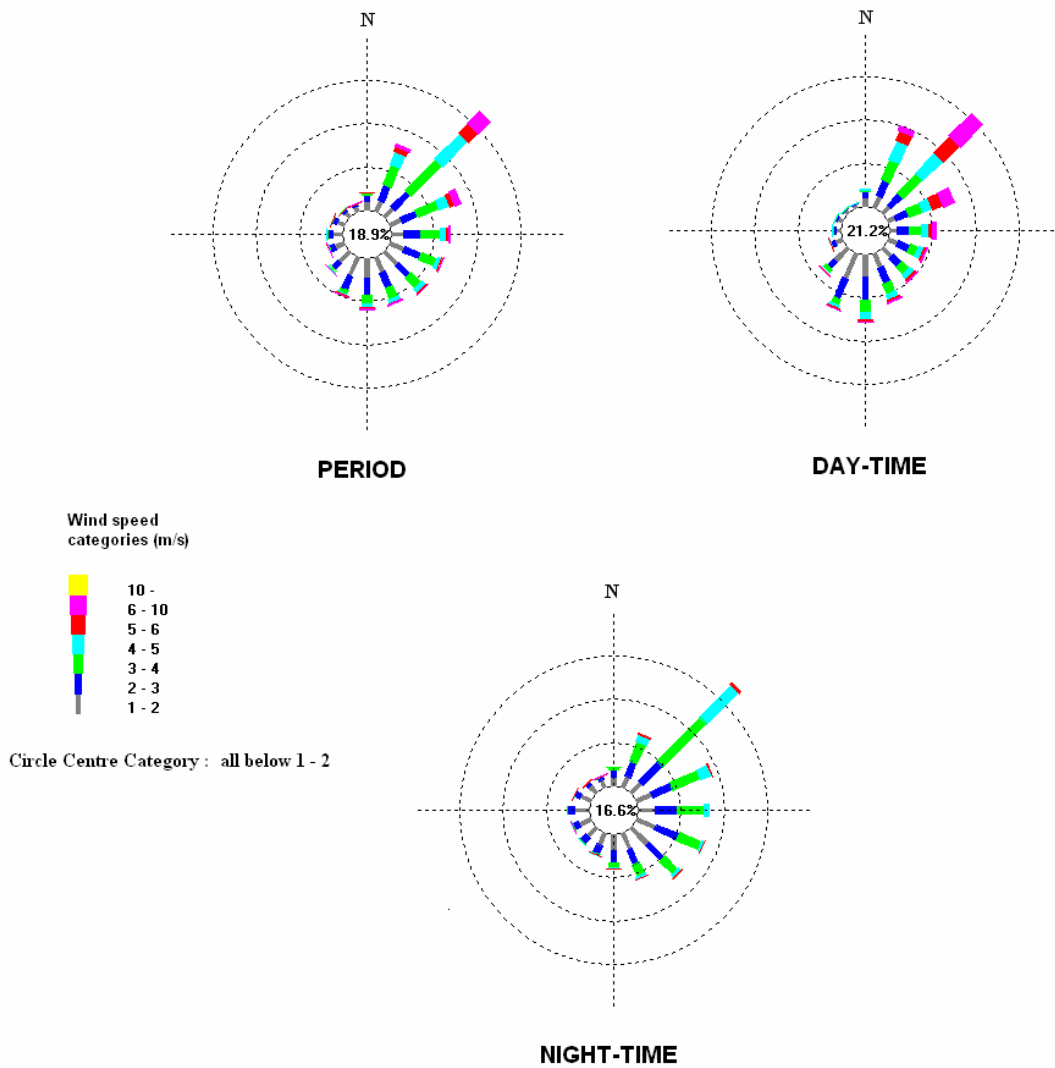 N
N
18.9%
21.2%
PERIOD
DAY-TIME
Wind speed
categories (m/s)
10 -
6 - 10
5 - 6
4 - 5
3 - 4
2 - 3
1 - 2
N
Circle Centre Category : all below 1 - 2
16.6%
NIGHT-TIME